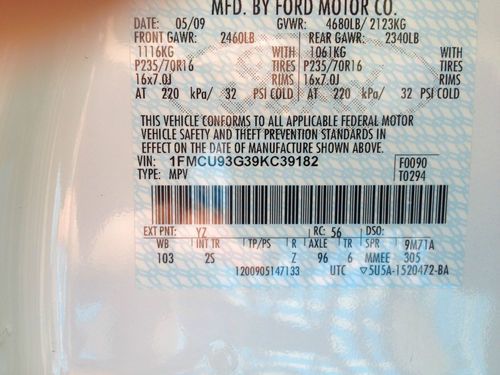 MFD. BY FORD MOTOR CO.
DATE: 05/09 GVWR: 4680LB/ 2123KG
FRONT GAWR: 2460LB REAR GAWR: 2340LB
1116KG WITH 1061KG WITH
P235/70R16 TIRES P235/70R16 TIRES
16x7.0J RIMS 16x7.0J RIMS
AT 220 kPa/ 32 PSI COLD AT 220 kPa/ 32 PSI COLD
THIS VEHICLE CONFORMS TO ALL APPLICABLE FEDERAL MOTOR
VEHICLE SAFETY AND THEFT PREVENTION STANDARDS IN
EFFECT ON THE DATE OF MANUFACTURE SHOWN ABOVE.
VIN: 1FMCU93G39KC39182 F0090
TYPE: MPV T0294
EXT PNT: YZ RC: 56 DSO:
WB INT TR TP/PS R AXLE TR SPR 9M71A
103 2S Z 96 6 MMEE 305
1200905147133 UTC ▽5U5A-1520472-BA